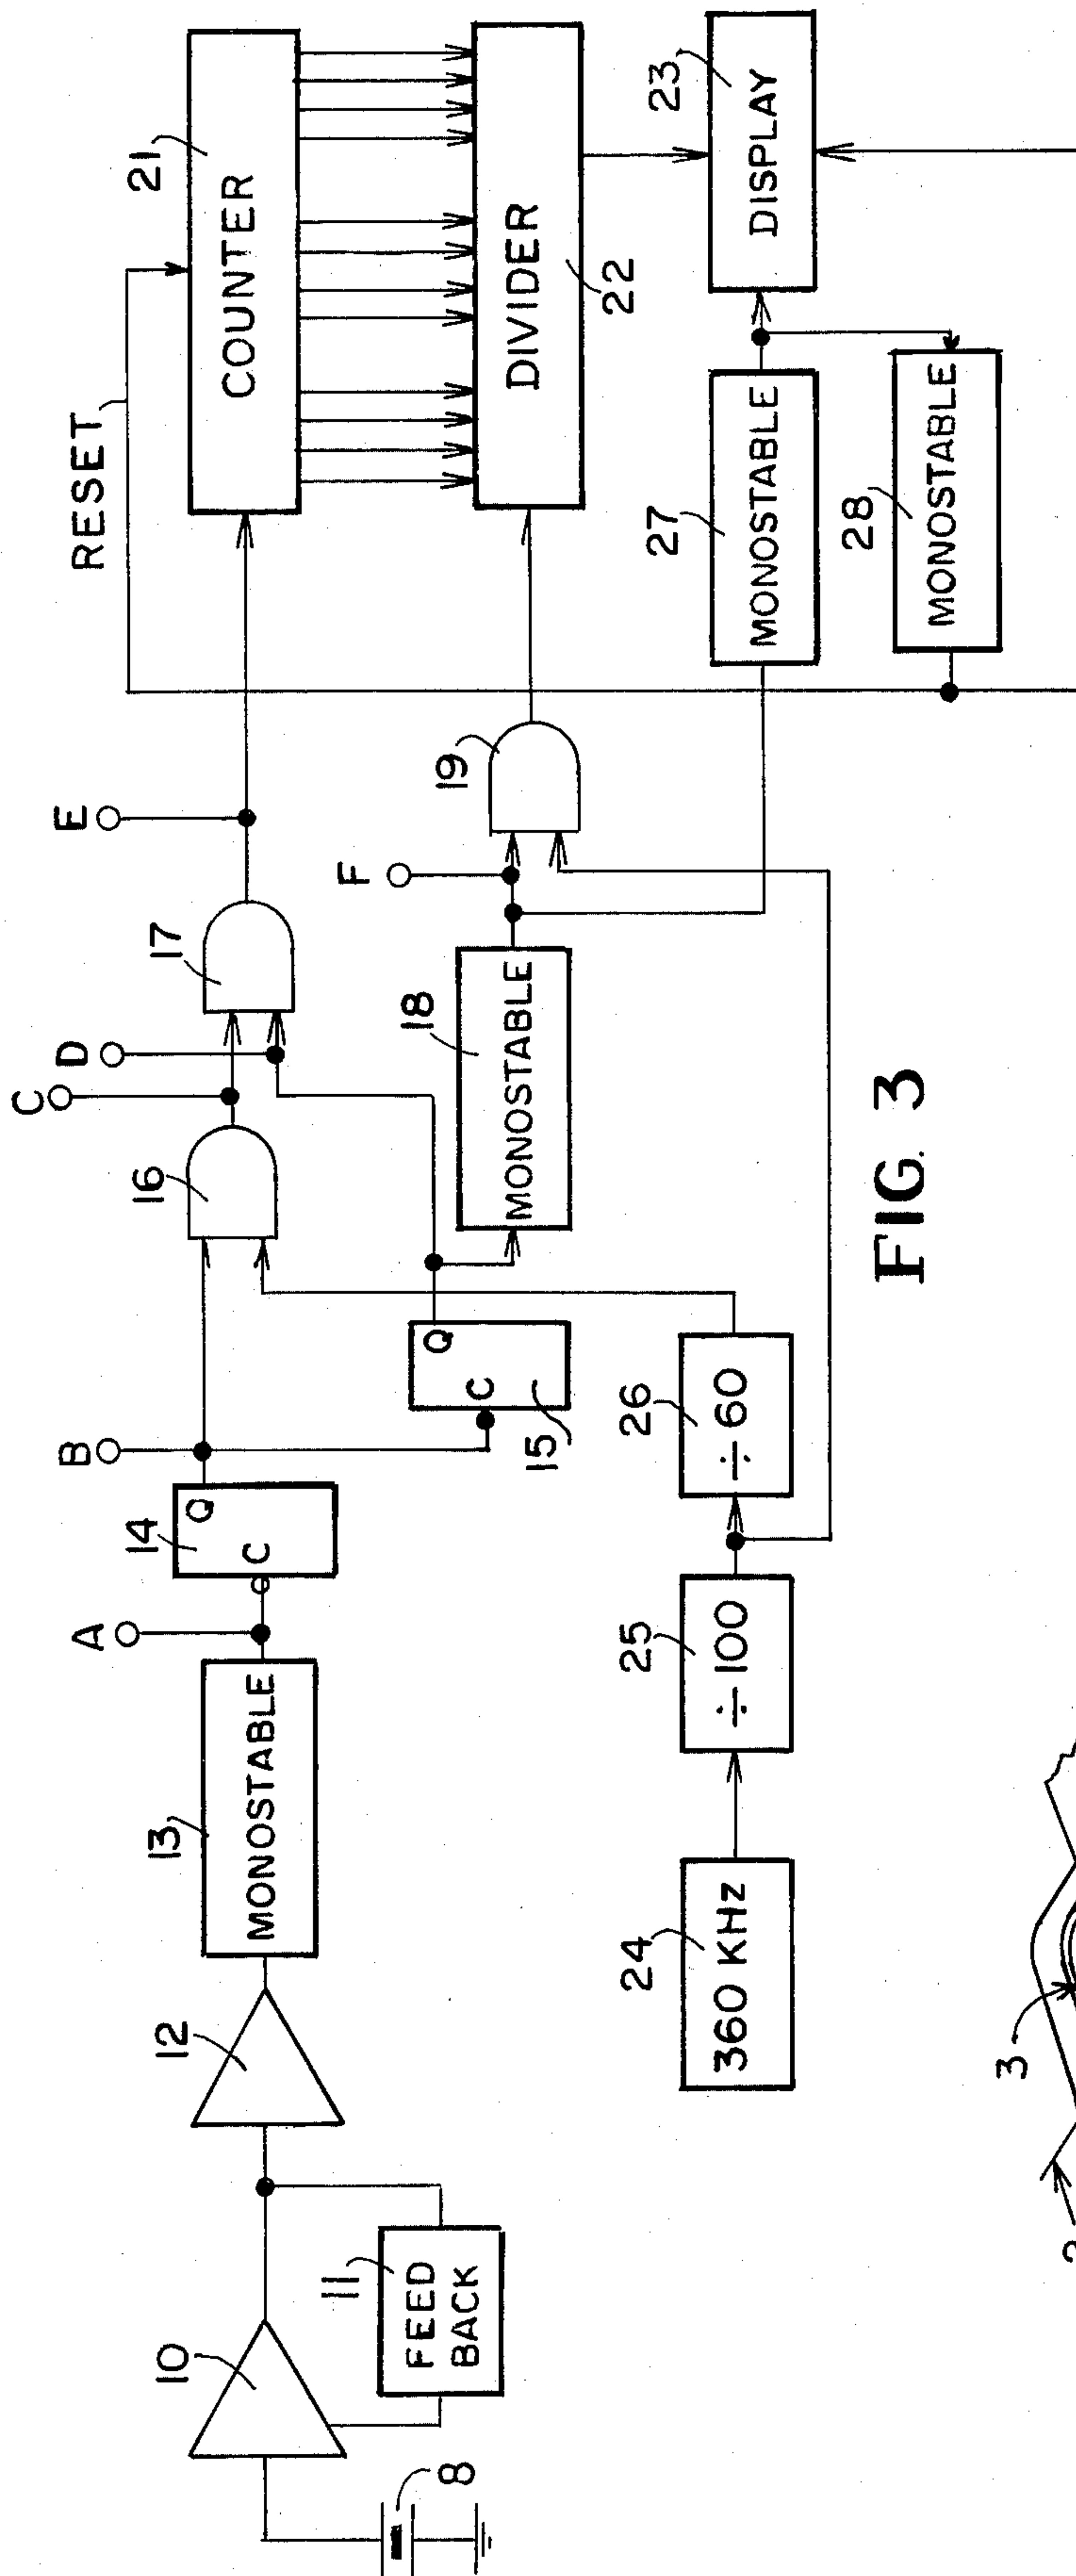 8
10
FEED
BACK
11
12
13
MONOSTABLE
A
14
C
Q
B
15
C
Q
16
C
D
17
E
18
MONOSTABLE
F
19
RESET
21
COUNTER
DIVIDER
22
23
DISPLAY
24
360 KHz
25
÷ 100
26
÷ 60
27
MONOSTABLE
28
MONOSTABLE
FIG. 3
3